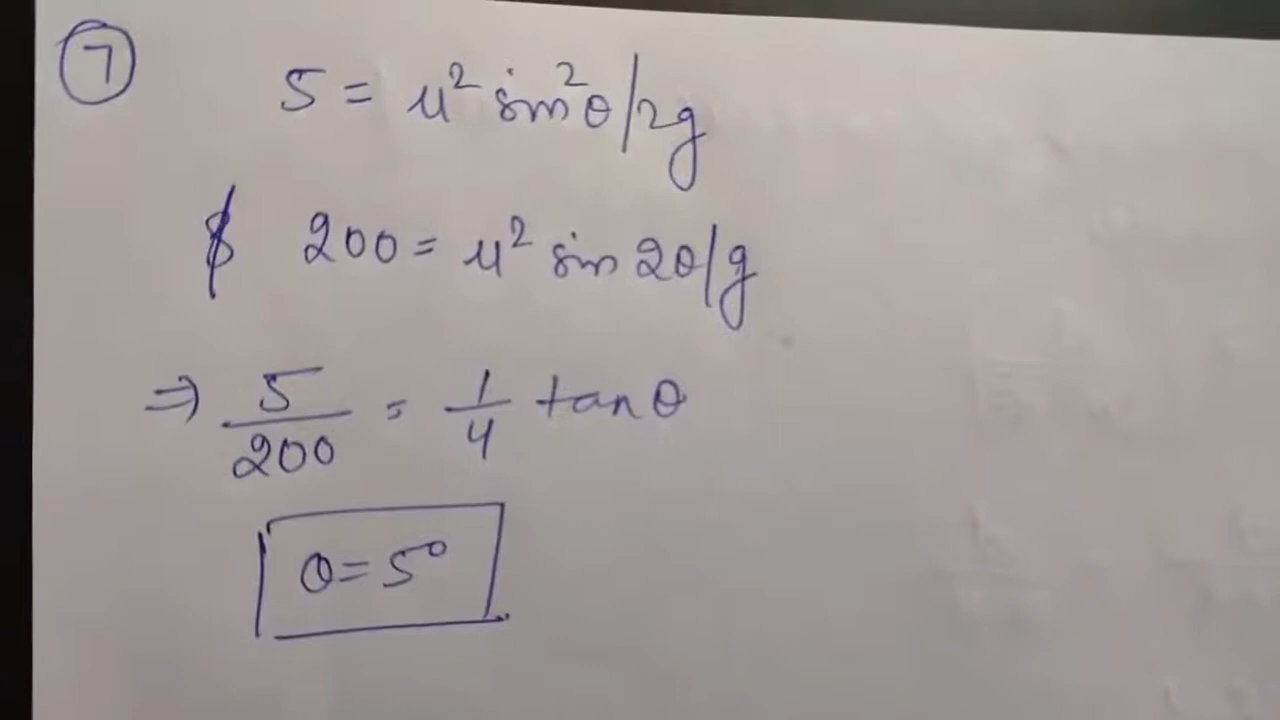 7
5 = u² sin²θ/2g
& 200 = u² sin 2θ/g
⇒ 5/200 = 1/4 tan θ
θ = 5°